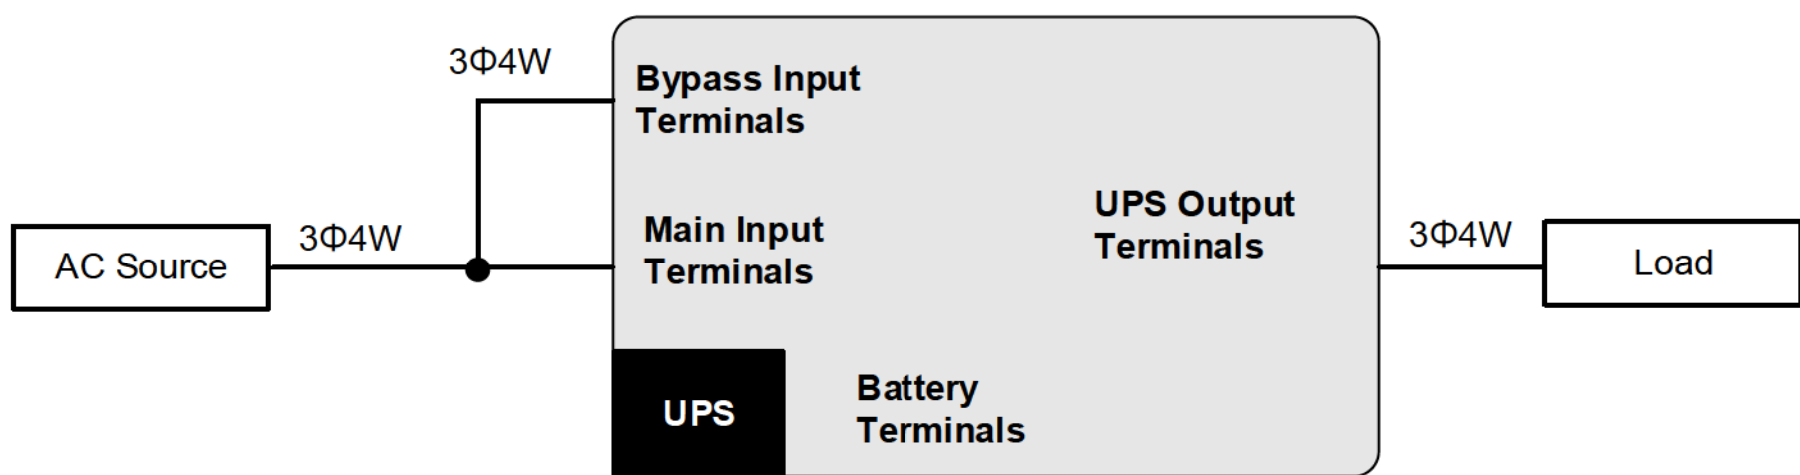 3Φ4W
Bypass Input
Terminals
AC Source
3Φ4W
Main Input
Terminals
UPS Output
Terminals
3Φ4W
Load
UPS
Battery
Terminals